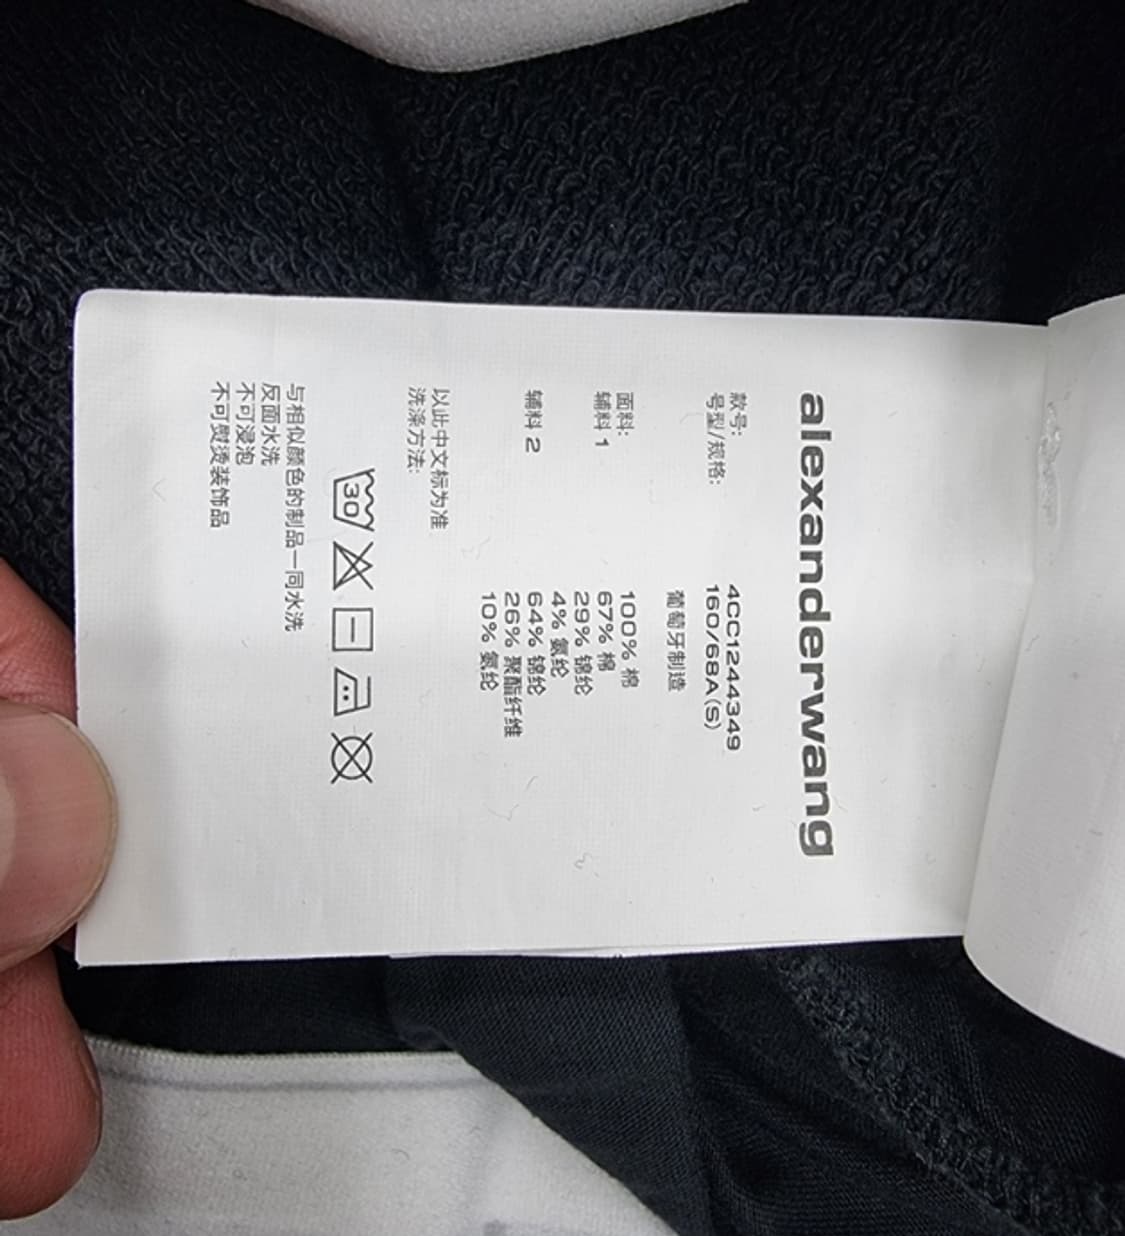 alexanderwang
款号: 4CC1244349
号型/规格: 160/68A(S)
葡萄牙制造
面料: 100% 棉
辅料 1 67% 棉
29% 锦纶
4% 氨纶
辅料 2 64% 锦纶
26% 聚酯纤维
10% 氨纶
以此中文标为准
洗涤方法:
30
与相似颜色的制品一同水洗
反面水洗
不可浸泡
不可熨烫装饰品